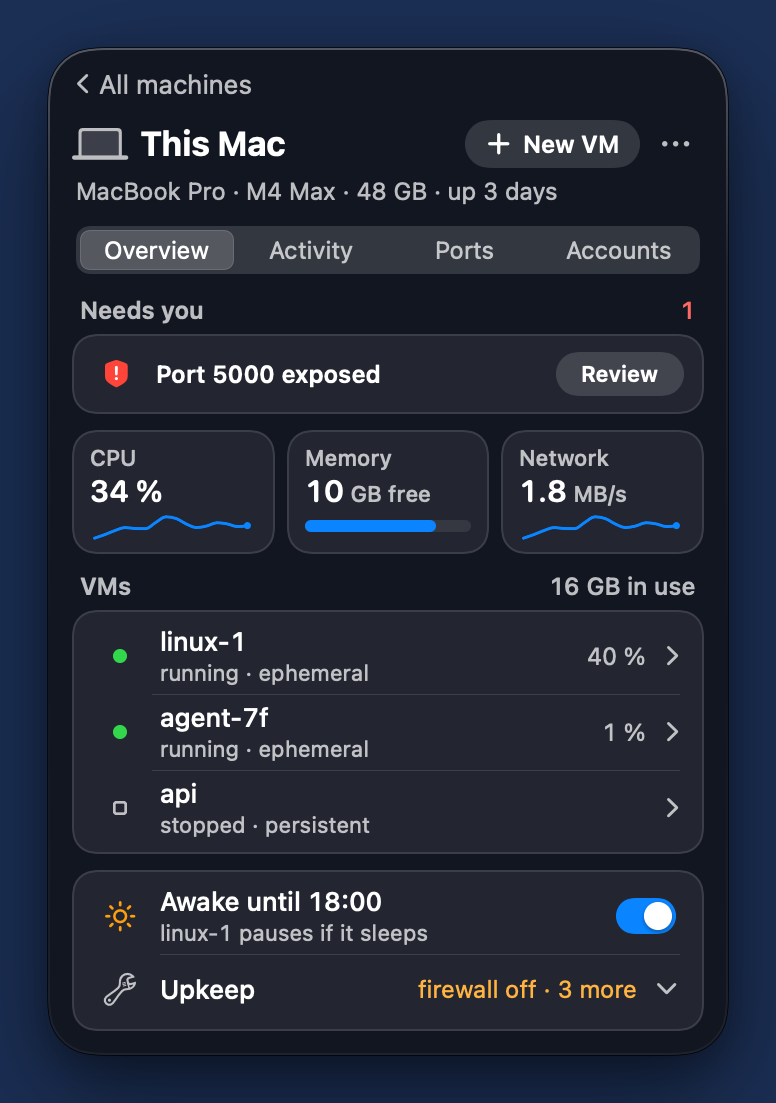 All machines
This Mac
+ New VM
MacBook Pro · M4 Max · 48 GB · up 3 days
Overview
Activity
Ports
Accounts
Needs you
1
Port 5000 exposed
Review
CPU
34 %
Memory
10 GB free
Network
1.8 MB/s
VMs
16 GB in use
linux-1
running · ephemeral
40 %
agent-7f
running · ephemeral
1 %
api
stopped · persistent
Awake until 18:00
linux-1 pauses if it sleeps
Upkeep
firewall off · 3 more